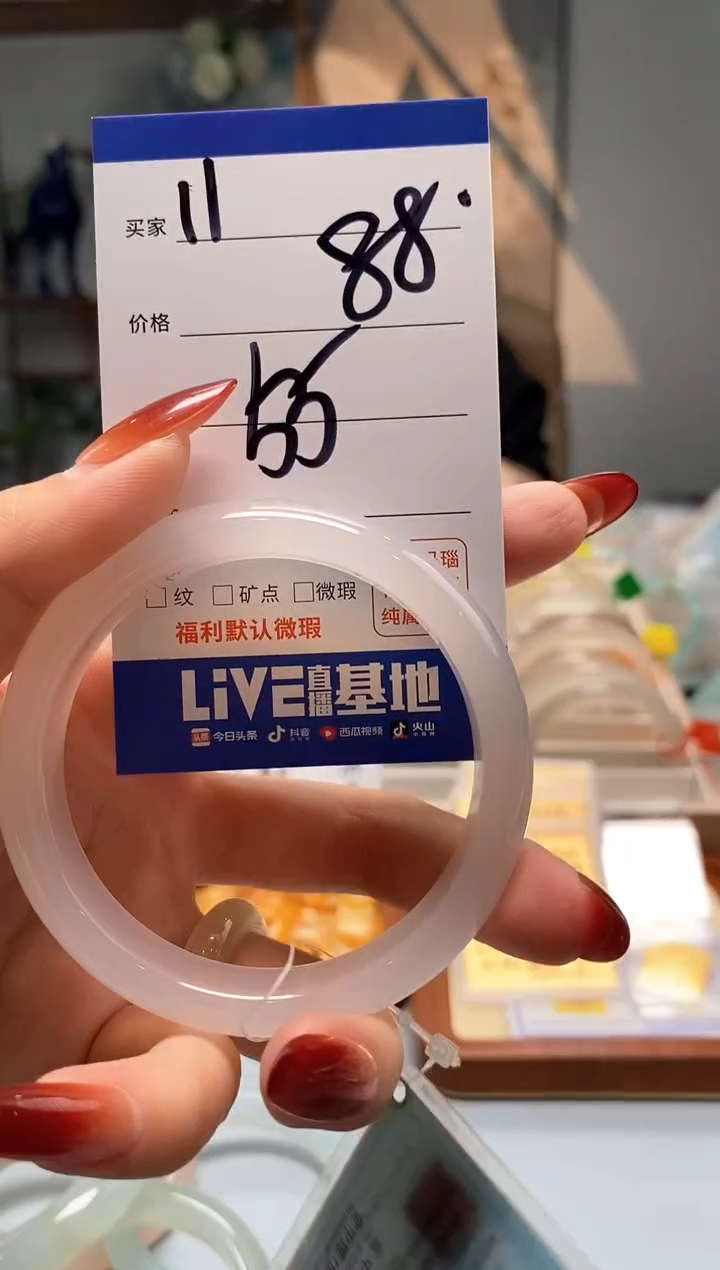 买家 11
88.
价格
56
纹 矿点 微瑕
福利默认微瑕
LiVE直播基地
今日头条 抖音 西瓜视频 火山